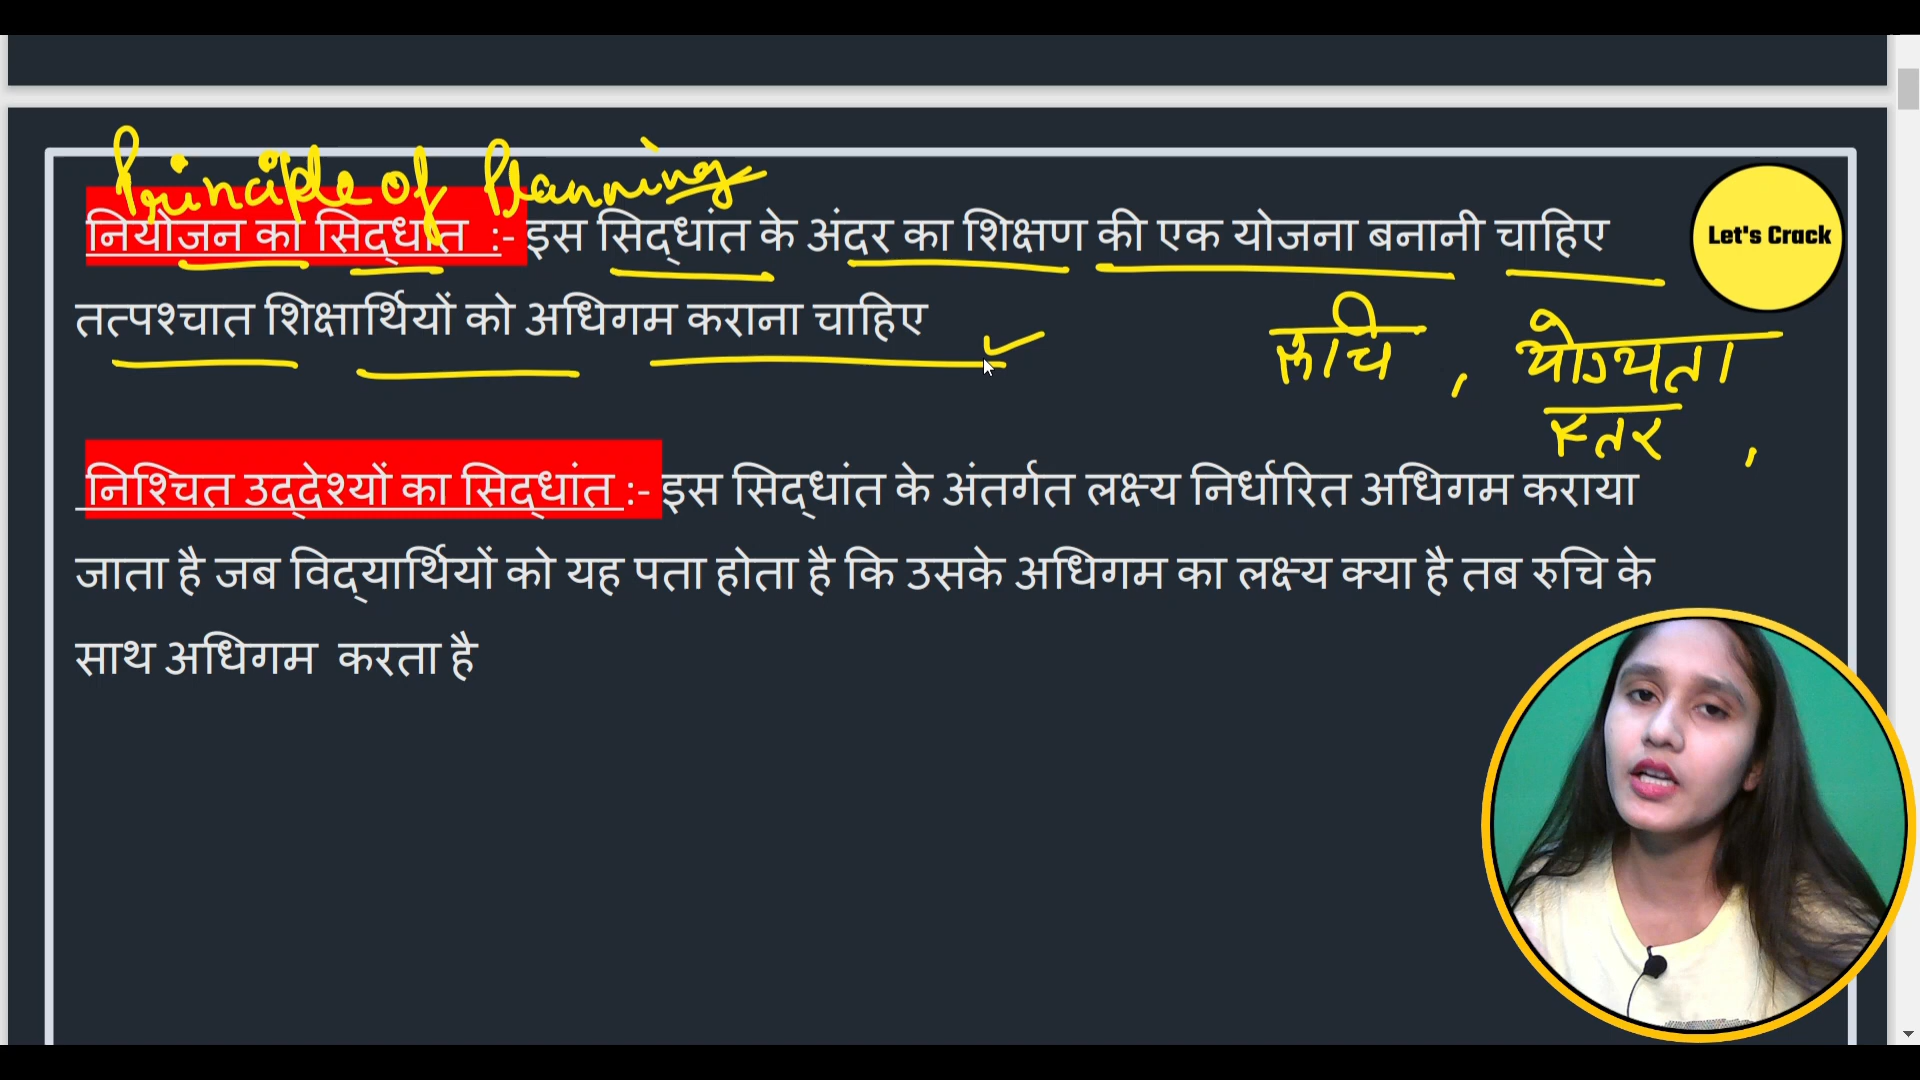 Principle of Planning
नियोजन का सिद्धांत :- इस सिद्धांत के अंदर का शिक्षण की एक योजना बनानी चाहिए
Let's Crack
तत्पश्चात शिक्षार्थियों को अधिगम कराना चाहिए
रूचि , योग्यता
स्तर ,
निश्चित उद्देश्यों का सिद्धांत :- इस सिद्धांत के अंतर्गत लक्ष्य निर्धारित अधिगम कराया
जाता है जब विद्यार्थियों को यह पता होता है कि उसके अधिगम का लक्ष्य क्या है तब रुचि के
साथ अधिगम करता है